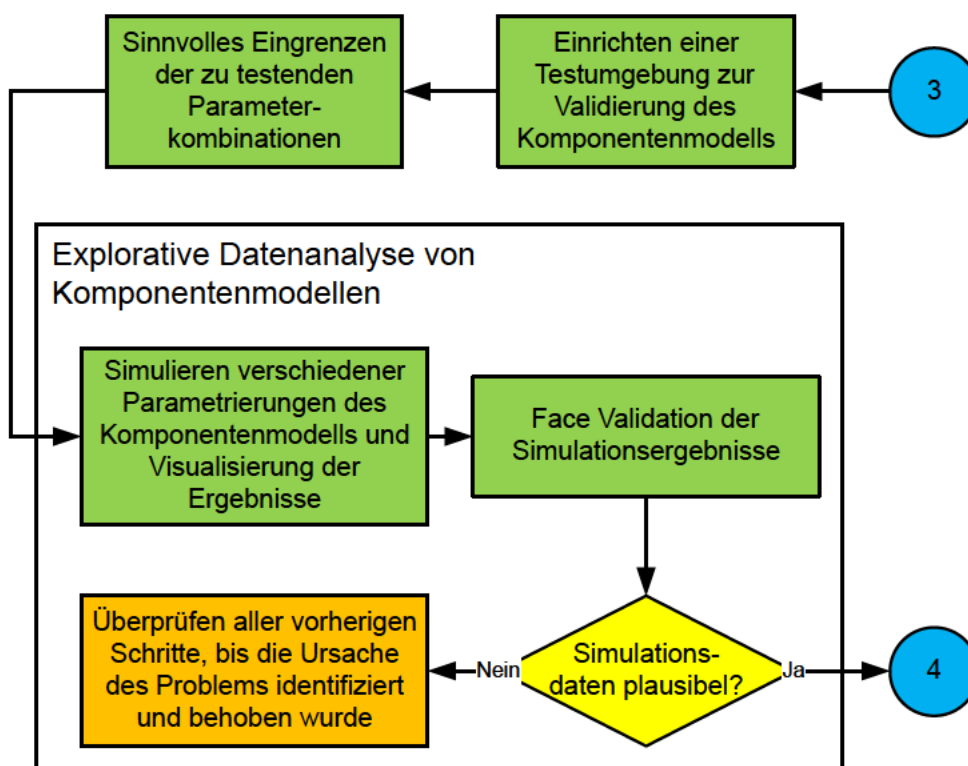 3
Einrichten einer
Testumgebung zur
Validierung des
Komponentenmodells
Sinnvolles Eingrenzen
der zu testenden
Parameter-
kombinationen
Explorative Datenanalyse von
Komponentenmodellen
Simulieren verschiedener
Parametrierungen des
Komponentenmodells und
Visualisierung der
Ergebnisse
Face Validation der
Simulationsergebnisse
Simulations-
daten plausibel?
Nein
Ja
Überprüfen aller vorherigen
Schritte, bis die Ursache
des Problems identifiziert
und behoben wurde
4